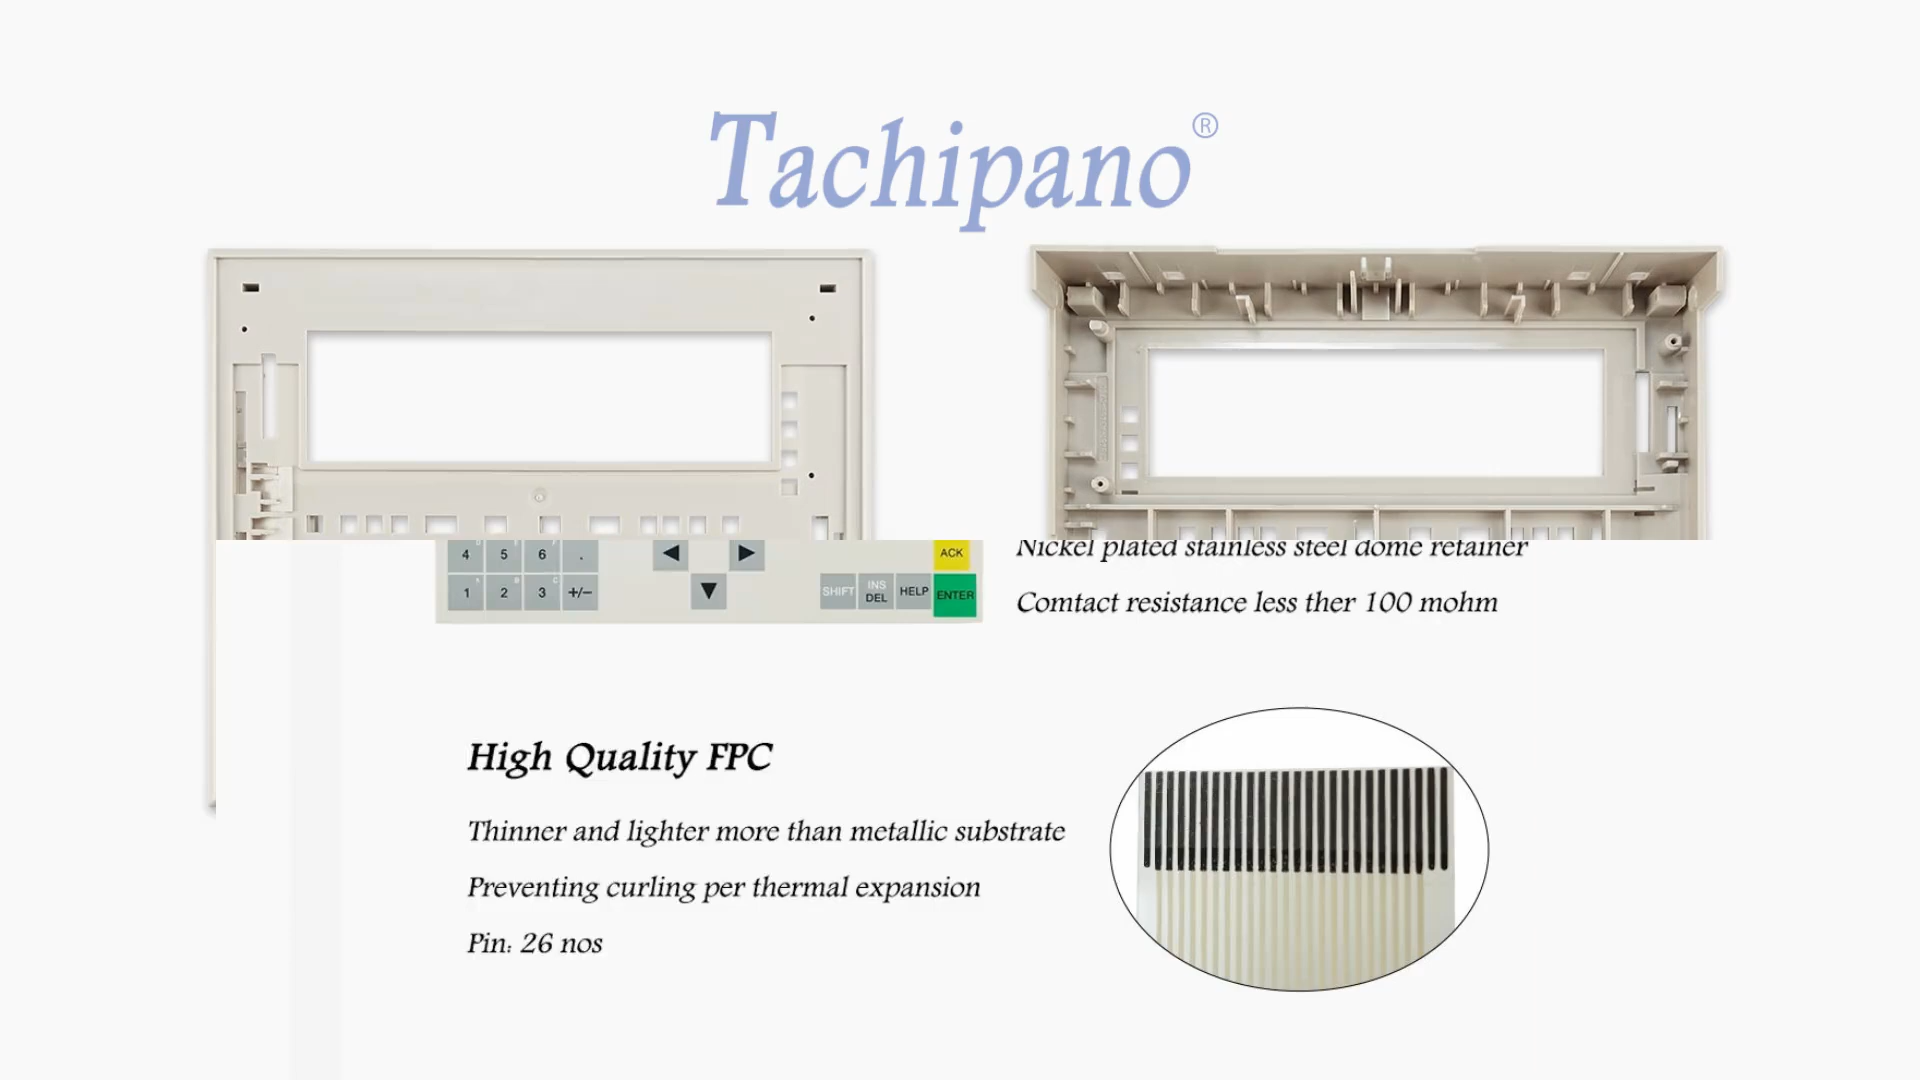 Tachipano®
4 5 6 .
ACK
1 2 3 +/-
SHIFT INS DEL HELP ENTER
Nickel plated stainless steel dome retainer
Comtact resistance less ther 100 mohm
High Quality FPC
Thinner and lighter more than metallic substrate
Preventing curling per thermal expansion
Pin: 26 nos